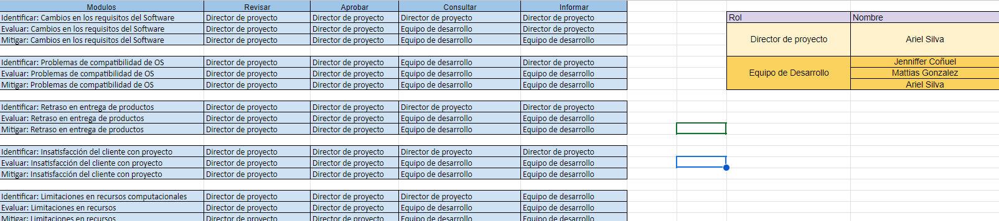 Modulos Revisar Aprobar Consultar Informar
Identificar: Cambios en los requisitos del Software Director de proyecto Director de proyecto Director de proyecto Director de proyecto
Evaluar: Cambios en los requisitos del Software Director de proyecto Director de proyecto Equipo de desarrollo Director de proyecto
Mitigar: Cambios en los requisitos del Software Director de proyecto Director de proyecto Equipo de desarrollo Equipo de desarrollo
Identificar: Problemas de compatibilidad de OS Director de proyecto Director de proyecto Equipo de desarrollo Director de proyecto
Evaluar: Problemas de compatibilidad de OS Director de proyecto Director de proyecto Equipo de desarrollo Equipo de desarrollo
Mitigar: Problemas de compatibilidad de OS Director de proyecto Director de proyecto Equipo de desarrollo Equipo de desarrollo
Identificar: Retraso en entrega de productos Director de proyecto Director de proyecto Director de proyecto Director de proyecto
Evaluar: Retraso en entrega de productos Director de proyecto Director de proyecto Equipo de desarrollo Equipo de desarrollo
Mitigar: Retraso en entrega de productos Director de proyecto Director de proyecto Equipo de desarrollo Equipo de desarrollo
Identificar: Insatisfacción del cliente con proyecto Director de proyecto Director de proyecto Director de proyecto Director de proyecto
Evaluar: Insatisfacción del cliente con proyecto Director de proyecto Director de proyecto Equipo de desarrollo Equipo de desarrollo
Mitigar: Insatisfacción del cliente con proyecto Director de proyecto Director de proyecto Equipo de desarrollo Equipo de desarrollo
Identificar: Limitaciones en recursos computacionales Director de proyecto Director de proyecto Director de proyecto Equipo de desarrollo
Evaluar: Limitaciones en recursos Director de proyecto Director de proyecto Equipo de desarrollo Equipo de desarrollo
Mitigar: Limitaciones en recursos Director de proyecto Director de proyecto Equipo de desarrollo Equipo de desarrollo
Rol Nombre
Director de proyecto Ariel Silva
Equipo de Desarrollo
Jenniffer Coñuel
Mattias Gonzalez
Ariel Silva